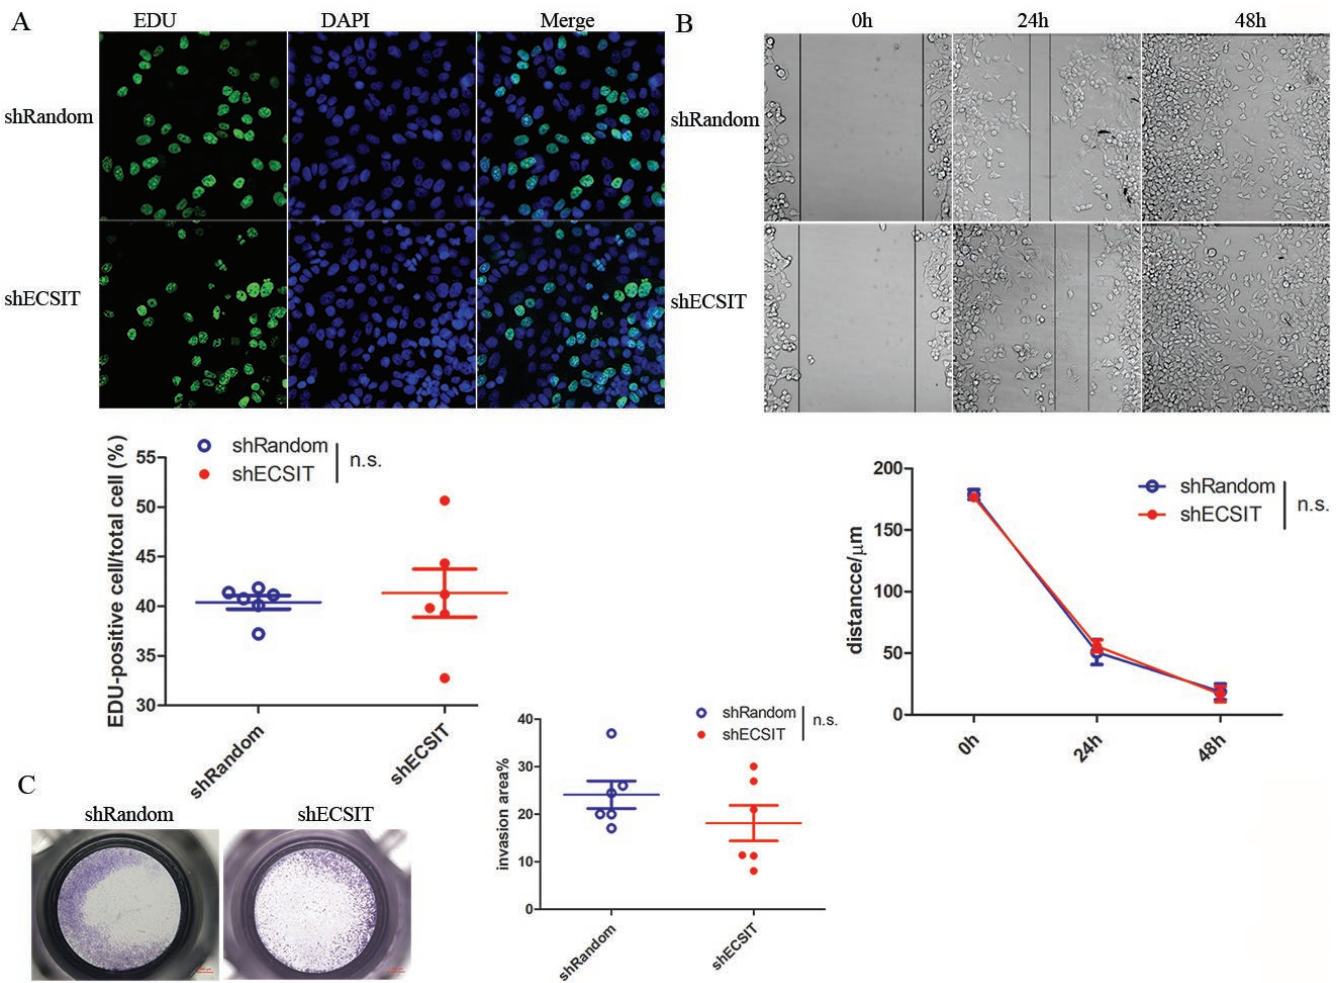 A
EDU
DAPI
Merge
shRandom
shECSIT
B
0h
24h
48h
shRandom
shECSIT
EDU-positive cell/total cell (%)
55
50
45
40
35
30
shRandom
shECSIT
n.s.
shRandom
shECSIT
distancce/μm
200
150
100
50
0
shRandom
shECSIT
n.s.
0h
24h
48h
C
shRandom
shECSIT
invasion area%
40
30
20
10
0
shRandom
shECSIT
n.s.
shRandom
shECSIT